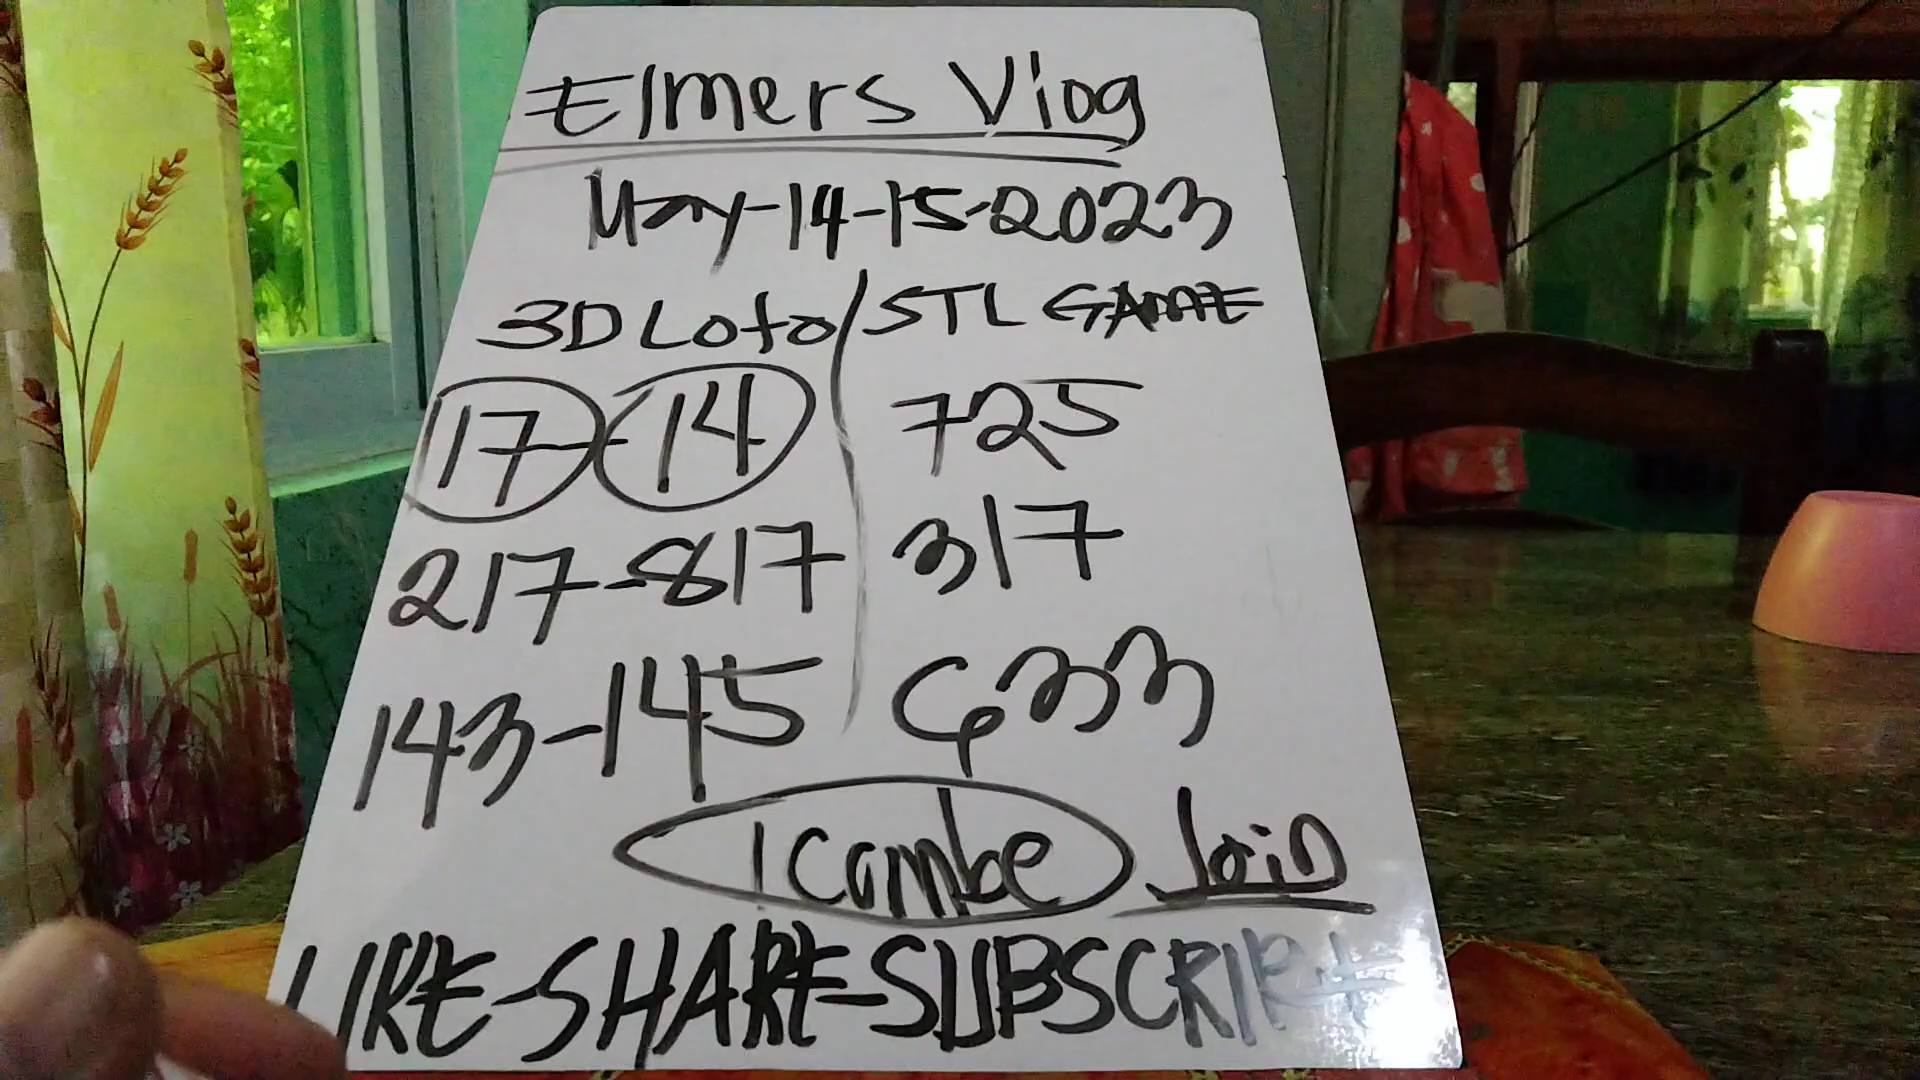 Elmers Vlog
May-14-15-2023
3D Loto/STL GAME
17-14 725
217-817 317
143-145 633
1 Combe Join
LIKE-SHARE-SUBSCRIBE